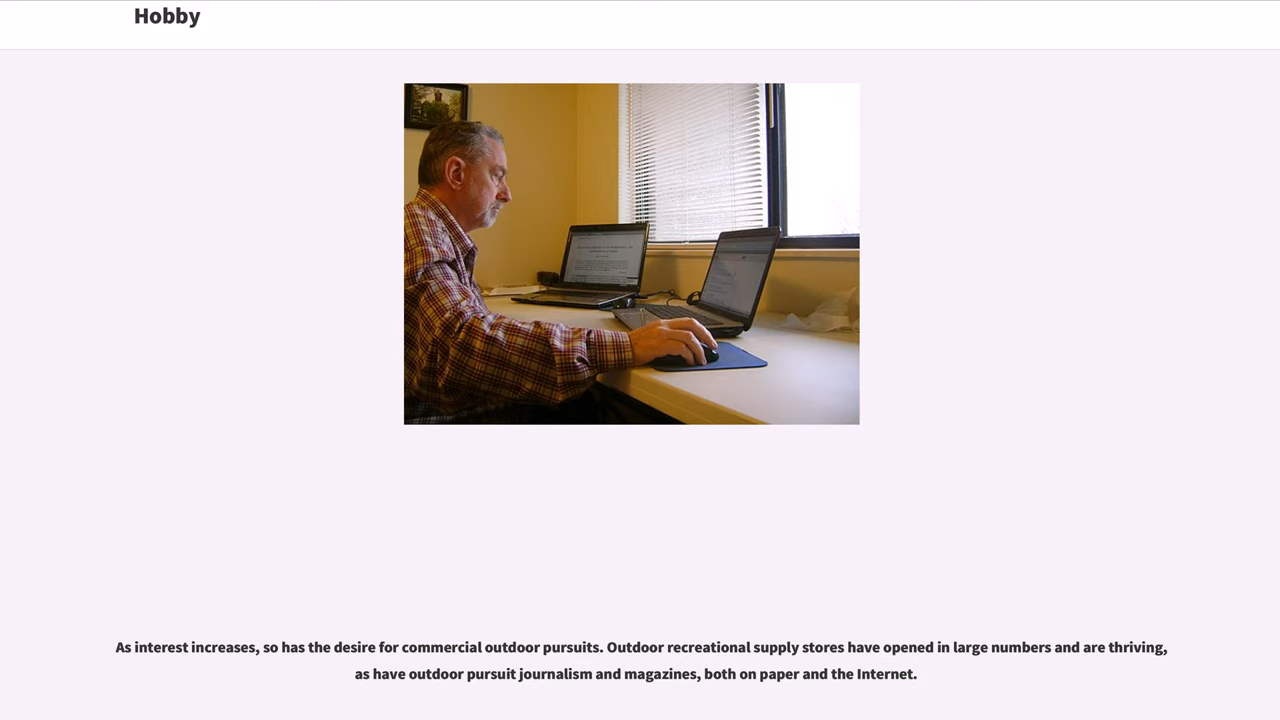 Hobby
As interest increases, so has the desire for commercial outdoor pursuits. Outdoor recreational supply stores have opened in large numbers and are thriving,
as have outdoor pursuit journalism and magazines, both on paper and the Internet.